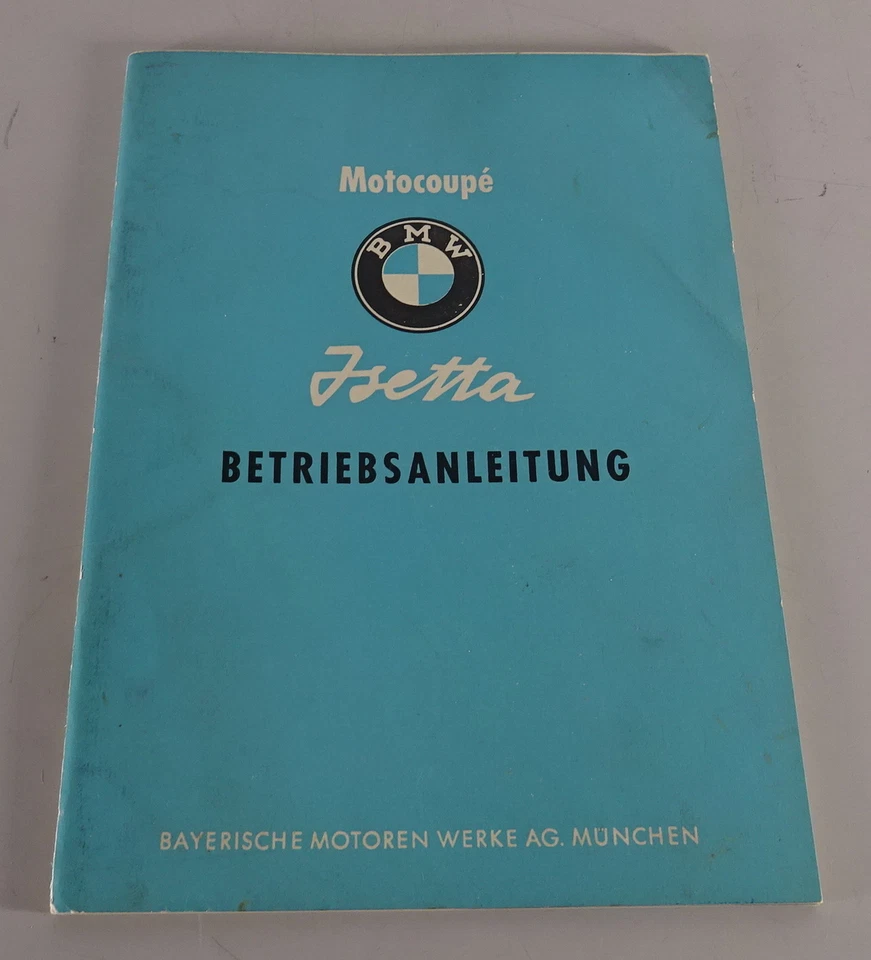 Motocoupé
BMW
Isetta
BETRIEBSANLEITUNG
BAYERISCHE MOTOREN WERKE AG. MÜNCHEN